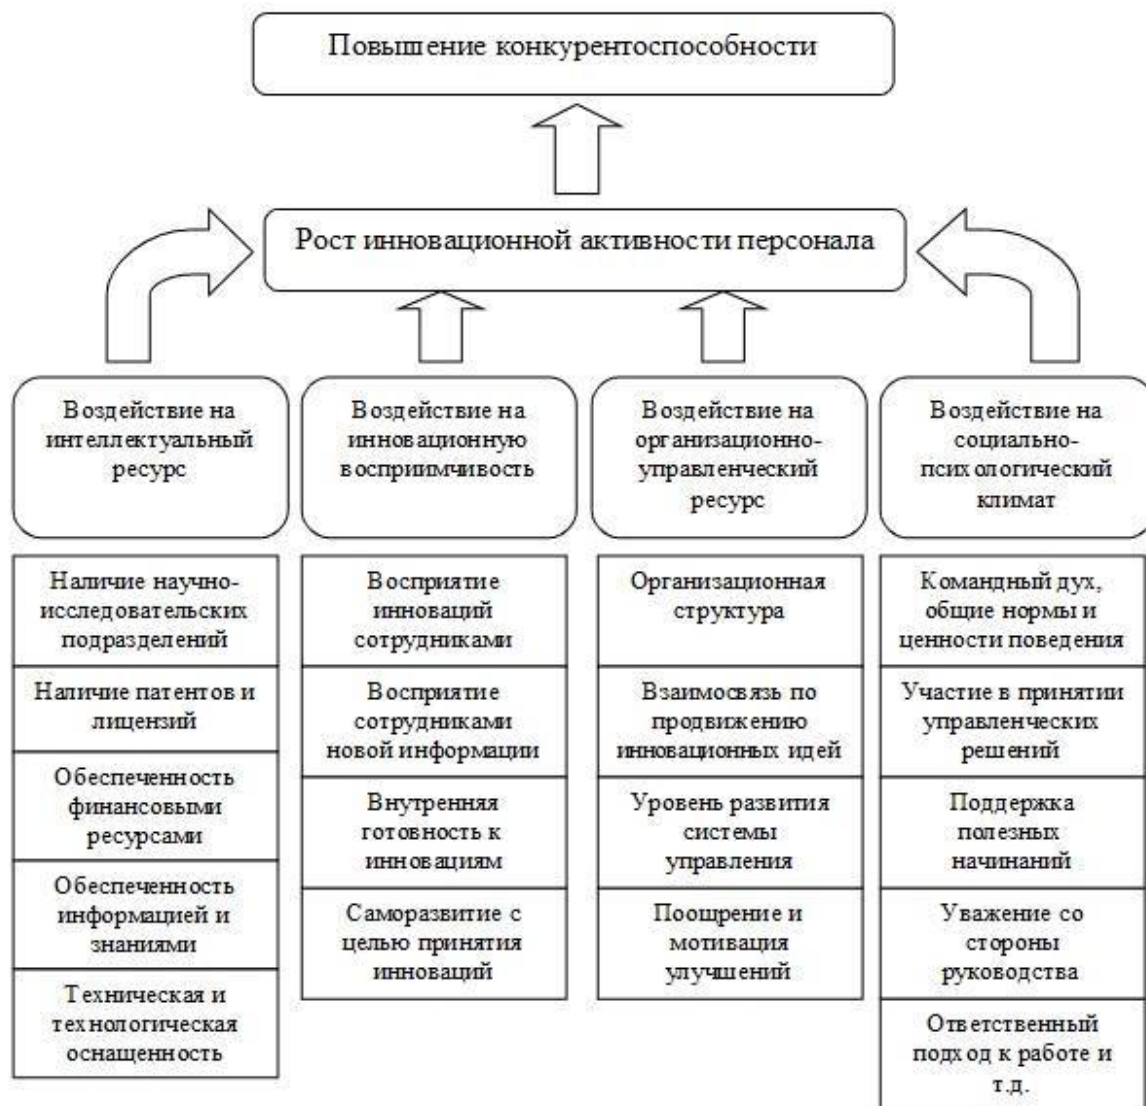 Повышение конкурентоспособности
Рост инновационной активности персонала
Воздействие на
интеллектуальный
ресурс
Воздействие на
инновационную
восприимчивость
Воздействие на
организационно-
управленческий
ресурс
Воздействие на
социально-
психологический
климат
Наличие научно-
исследовательских
подразделений
Наличие патентов и
лицензий
Обеспеченность
финансовыми
ресурсами
Обеспеченность
информацией и
знаниями
Техническая и
технологическая
оснащенность
Восприятие
инноваций
сотрудниками
Восприятие
сотрудниками
новой информации
Внутренняя
готовность к
инновациям
Саморазвитие с
целью принятия
инноваций
Организационная
структура
Взаимосвязь по
продвижению
инновационных идей
Уровень развития
системы
управления
Поощрение и
мотивация
улучшений
Командный дух,
общие нормы и
ценности поведения
Участие в принятии
управленческих
решений
Поддержка
полезных
начинаний
Уважение со
стороны
руководства
Ответственный
подход к работе и
т.д.